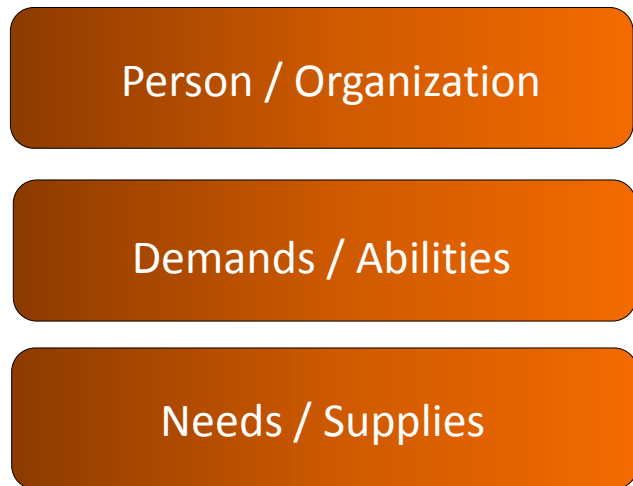 Person / Organization
Demands / Abilities
Needs / Supplies